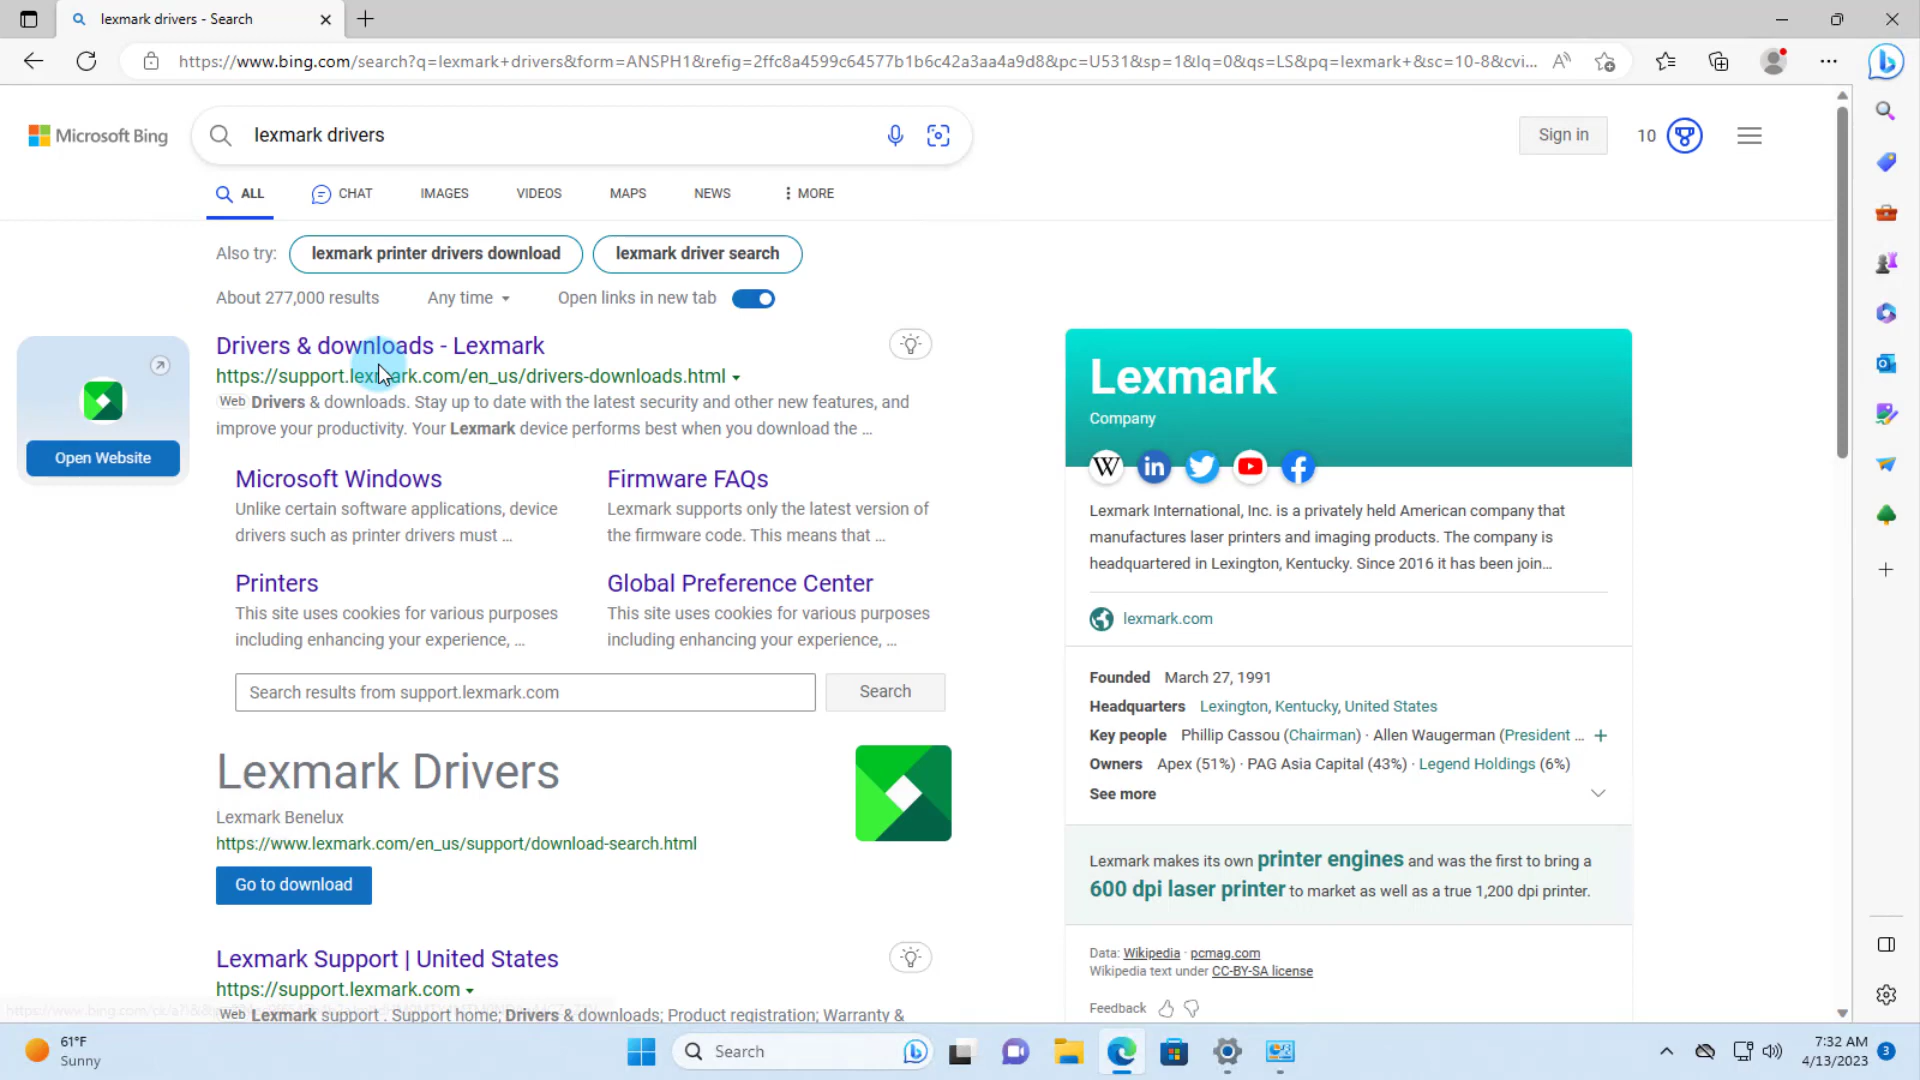 lexmark drivers - Search
https://www.bing.com/search?q=lexmark+drivers&form=ANSPH1&refig=2ffc8a4599c64577b1b6c42a3aa4a9d8&pc=U531&sp=1&lq=0&qs=LS&pq=lexmark+&sc=10-8&cvi...
Microsoft Bing
lexmark drivers
Sign in
10
ALL
CHAT
IMAGES
VIDEOS
MAPS
NEWS
MORE
Also try:
lexmark printer drivers download
lexmark driver search
About 277,000 results
Any time
Open links in new tab
Open Website
Drivers & downloads - Lexmark
https://support.lexmark.com/en_us/drivers-downloads.html
Web Drivers & downloads. Stay up to date with the latest security and other new features, and
improve your productivity. Your Lexmark device performs best when you download the ...
Microsoft Windows
Unlike certain software applications, device
drivers such as printer drivers must ...
Firmware FAQs
Lexmark supports only the latest version of
the firmware code. This means that ...
Printers
This site uses cookies for various purposes
including enhancing your experience, ...
Global Preference Center
This site uses cookies for various purposes
including enhancing your experience, ...
Search results from support.lexmark.com
Search
Lexmark Drivers
Lexmark Benelux
https://www.lexmark.com/en_us/support/download-search.html
Go to download
Lexmark Support | United States
https://support.lexmark.com
Web Lexmark support . Support home; Drivers & downloads; Product registration; Warranty &
Lexmark
Company
W
in
Lexmark International, Inc. is a privately held American company that
manufactures laser printers and imaging products. The company is
headquartered in Lexington, Kentucky. Since 2016 it has been join...
lexmark.com
Founded March 27, 1991
Headquarters Lexington, Kentucky, United States
Key people Phillip Cassou (Chairman) · Allen Waugerman (President ...
Owners Apex (51%) · PAG Asia Capital (43%) · Legend Holdings (6%)
See more
Lexmark makes its own printer engines and was the first to bring a
600 dpi laser printer to market as well as a true 1,200 dpi printer.
Data: Wikipedia · pcmag.com
Wikipedia text under CC-BY-SA license
Feedback
61°F
Sunny
Search
7:32 AM
4/13/2023
3